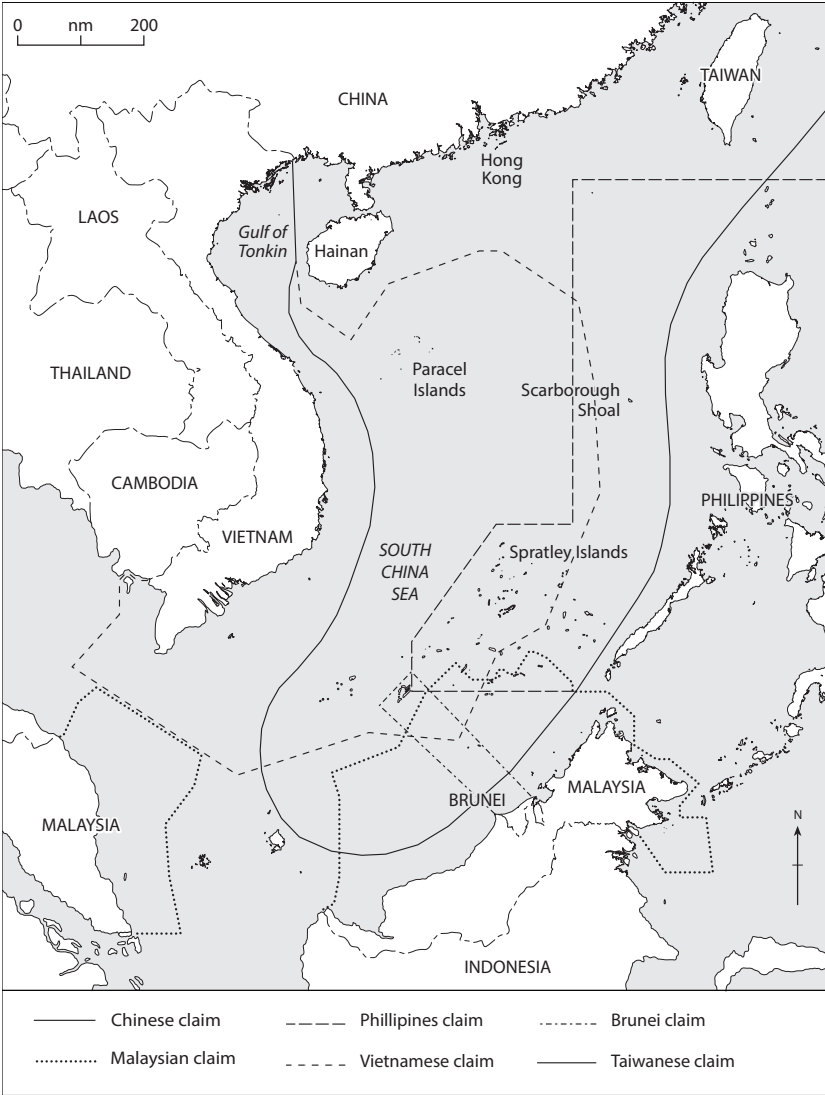 0 nm 200
TAIWAN
CHINA
Hong
Kong
LAOS
Gulf of
Tonkin
Hainan
THAILAND
Paracel
Islands
Scarborough
Shoal
CAMBODIA
PHILIPPINES
VIETNAM
SOUTH
CHINA
SEA
Spratley Islands
BRUNEI
MALAYSIA
MALAYSIA
N
INDONESIA
Chinese claim
Phillipines claim
Brunei claim
Malaysian claim
Vietnamese claim
Taiwanese claim